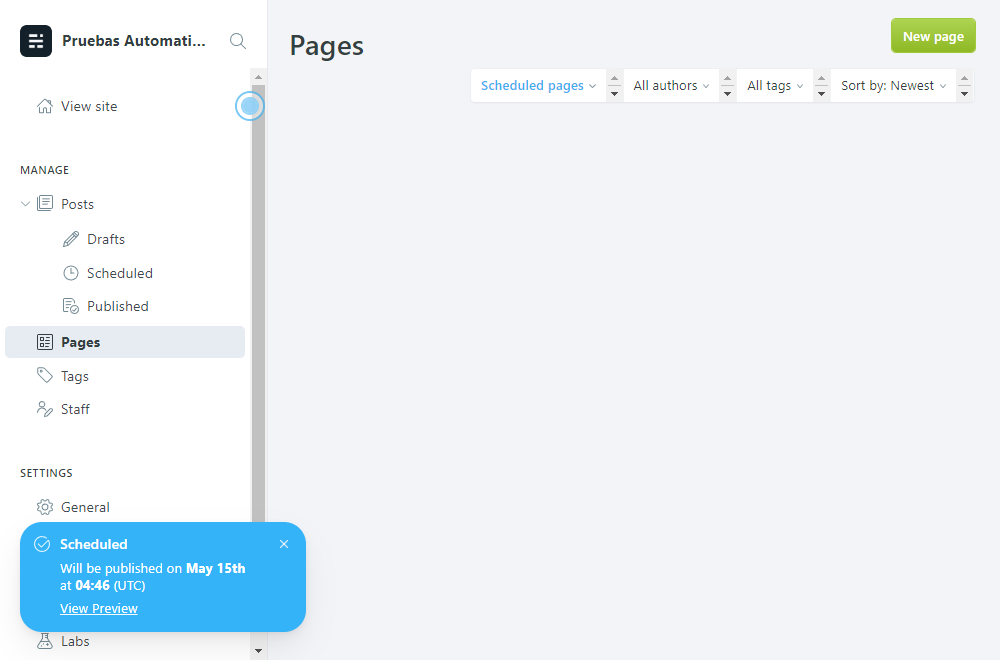 Pruebas Automati...
Pages
New page
Scheduled pages
All authors
All tags
Sort by: Newest
View site
MANAGE
Posts
Drafts
Scheduled
Published
Pages
Tags
Staff
SETTINGS
General
Scheduled
Will be published on May 15th
at 04:46 (UTC)
View Preview
Labs